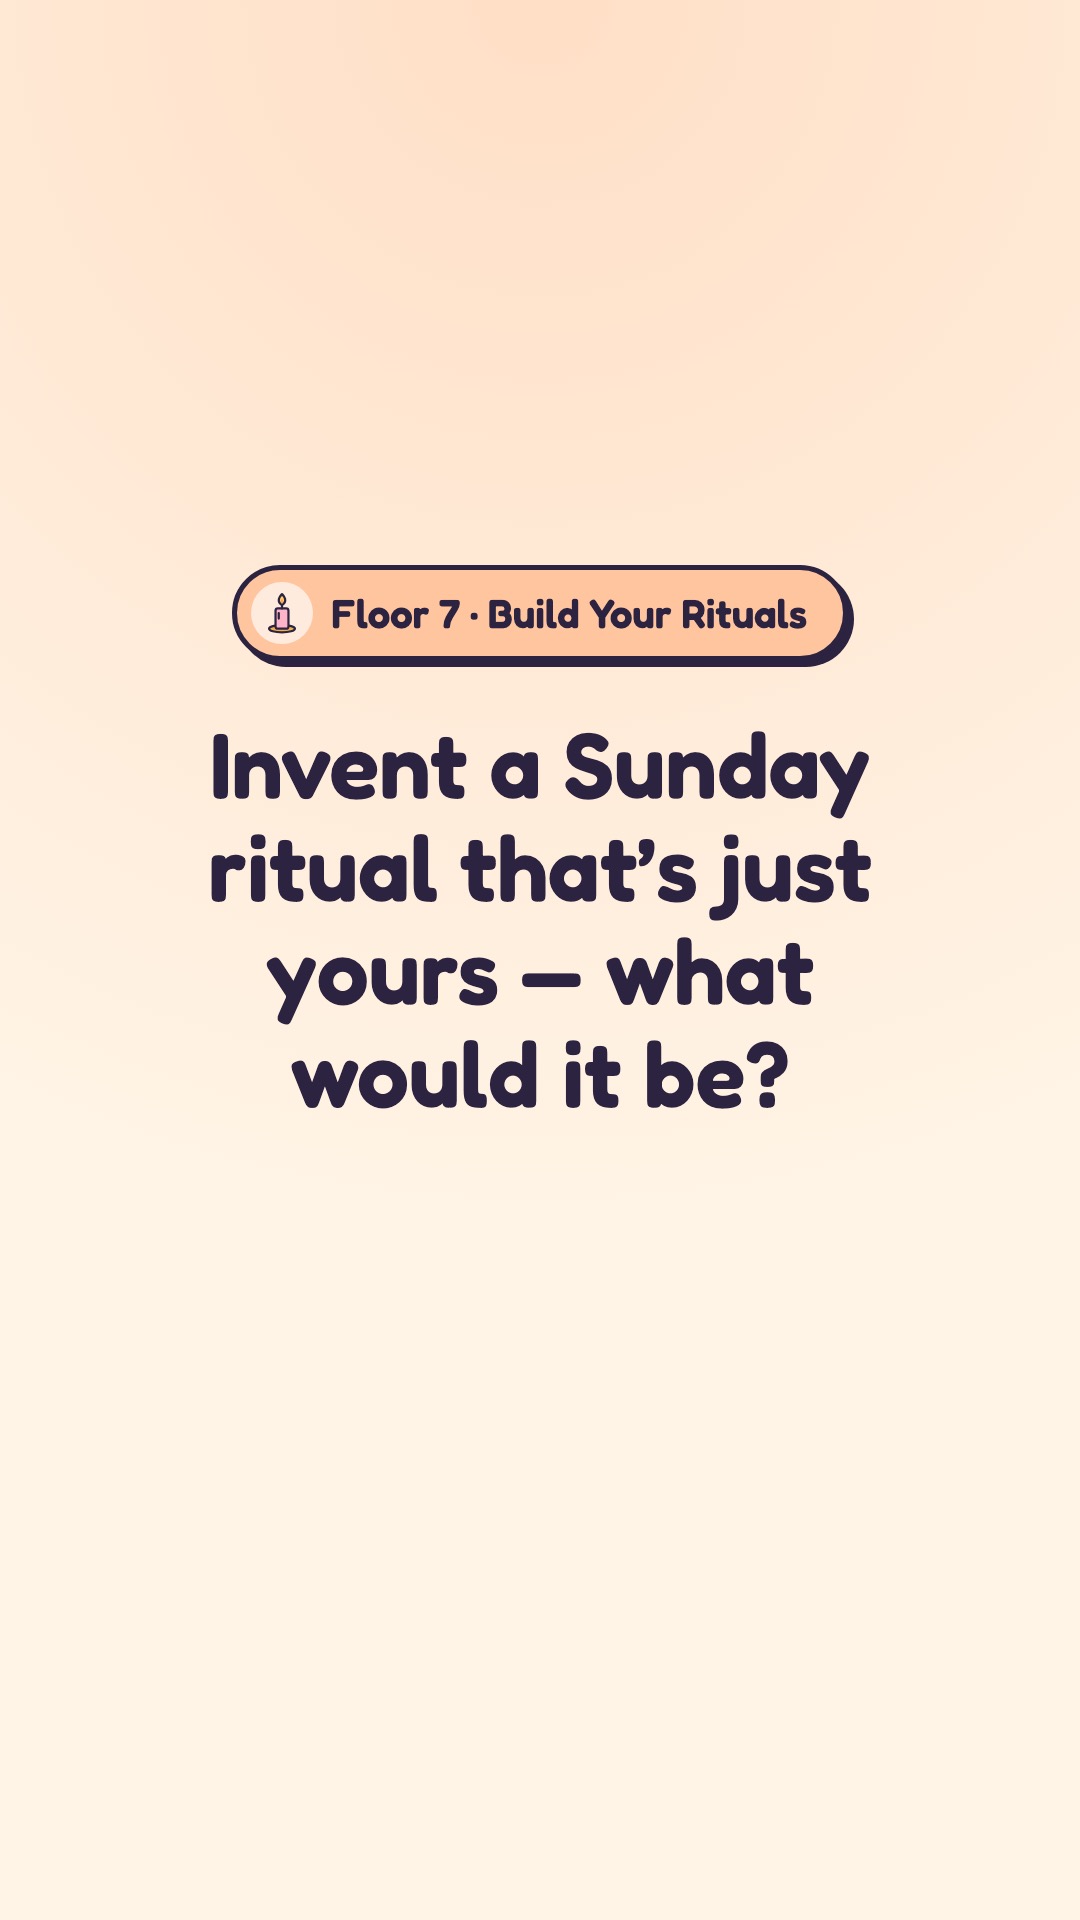 Floor 7 · Build Your Rituals
Invent a Sunday
ritual that’s just
yours — what
would it be?